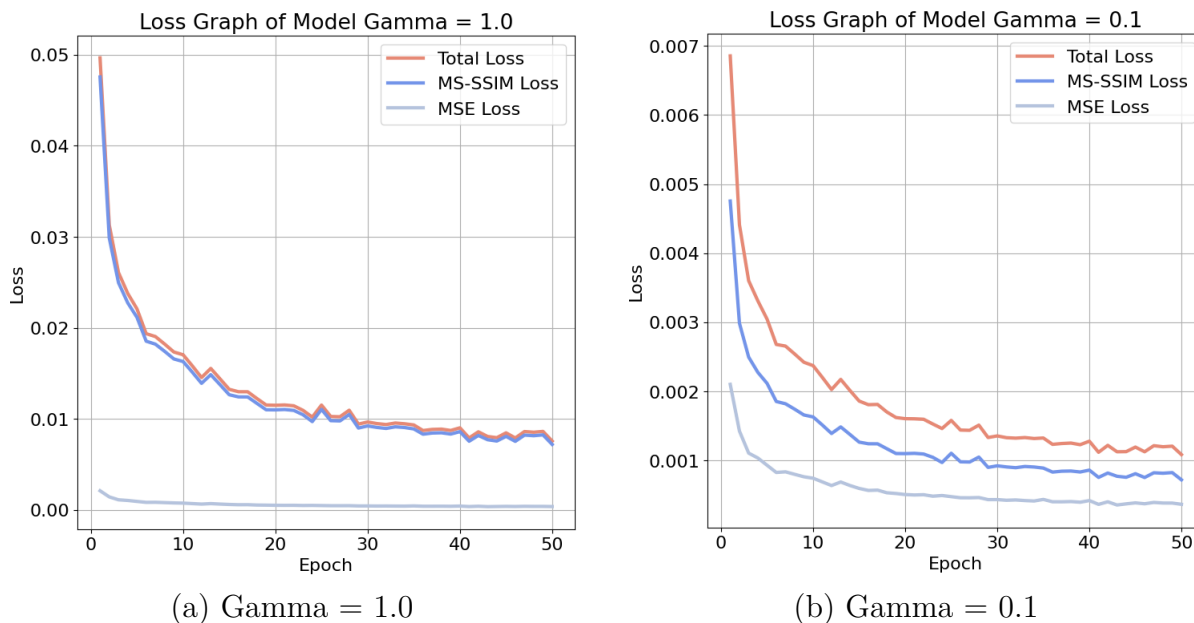 Loss Graph of Model Gamma = 1.0
Loss
0.05
0.04
0.03
0.02
0.01
0.00
Total Loss
MS-SSIM Loss
MSE Loss
0 10 20 30 40 50
Epoch
(a) Gamma = 1.0
Loss Graph of Model Gamma = 0.1
Loss
0.007
0.006
0.005
0.004
0.003
0.002
0.001
Total Loss
MS-SSIM Loss
MSE Loss
0 10 20 30 40 50
Epoch
(b) Gamma = 0.1